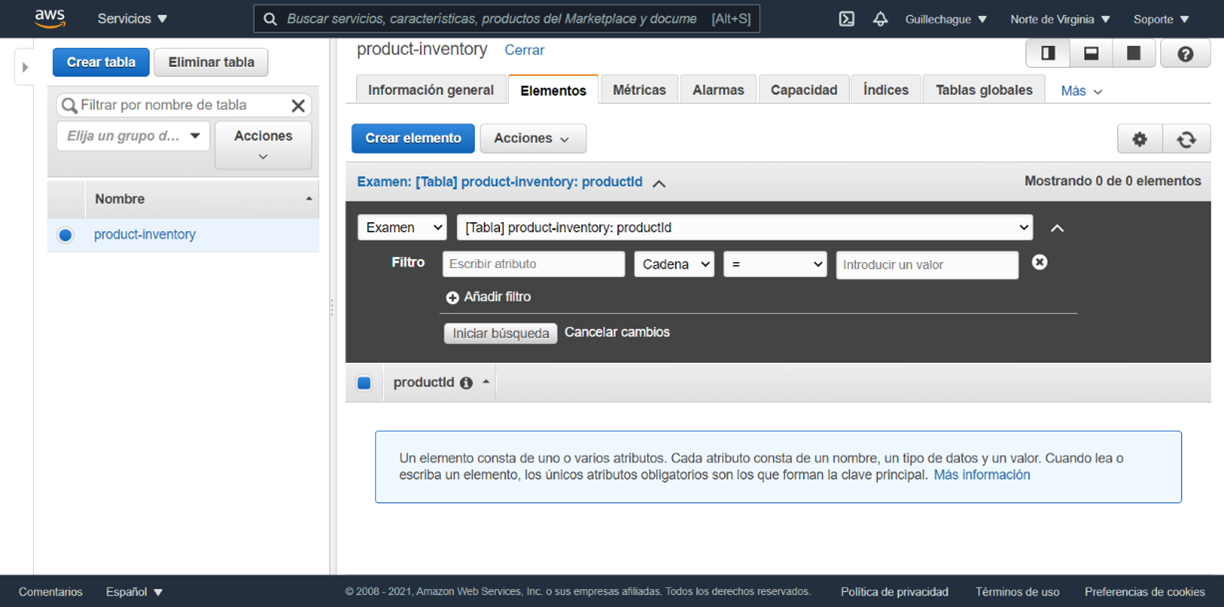 aws Servicios Buscar servicios, características, productos del Marketplace y docume [Alt+S] Guillechague Norte de Virginia Soporte
Crear tabla Eliminar tabla
Filtrar por nombre de tabla
Elija un grupo d... Acciones
Nombre
product-inventory
product-inventory Cerrar
Información general Elementos Métricas Alarmas Capacidad Índices Tablas globales Más
Crear elemento Acciones
Examen: [Tabla] product-inventory: productId Mostrando 0 de 0 elementos
Examen [Tabla] product-inventory: productId
Filtro Escribir atributo Cadena = Introducir un valor
Añadir filtro
Iniciar búsqueda Cancelar cambios
productId
Un elemento consta de uno o varios atributos. Cada atributo consta de un nombre, un tipo de datos y un valor. Cuando lea o
escriba un elemento, los únicos atributos obligatorios son los que forman la clave principal. Más información
Comentarios Español © 2008 - 2021, Amazon Web Services, Inc. o sus empresas afiliadas. Todos los derechos reservados. Política de privacidad Términos de uso Preferencias de cookies